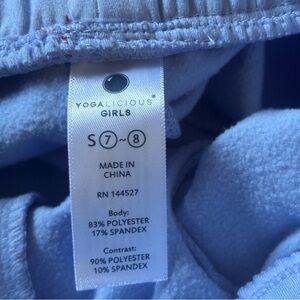 YOGALICIOUS
GIRLS
S 7~8
MADE IN
CHINA
RN 144527
Body:
83% POLYESTER
17% SPANDEX
Contrast:
90% POLYESTER
10% SPANDEX